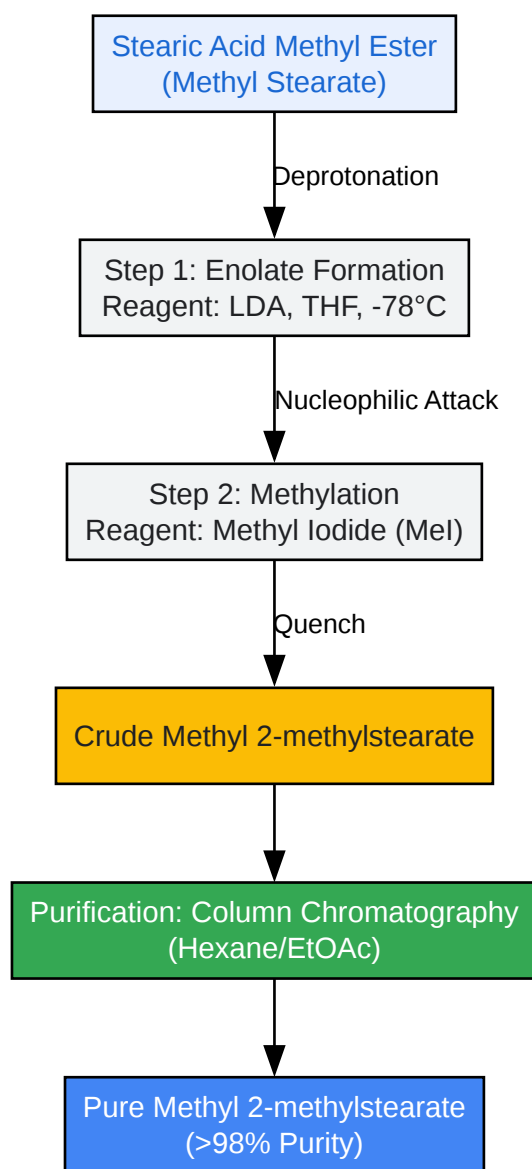 Stearic Acid Methyl Ester
(Methyl Stearate)
Deprotonation
Step 1: Enolate Formation
Reagent: LDA, THF, -78°C
Nucleophilic Attack
Step 2: Methylation
Reagent: Methyl Iodide (MeI)
Quench
Crude Methyl 2-methylstearate
Purification: Column Chromatography
(Hexane/EtOAc)
Pure Methyl 2-methylstearate
(>98% Purity)